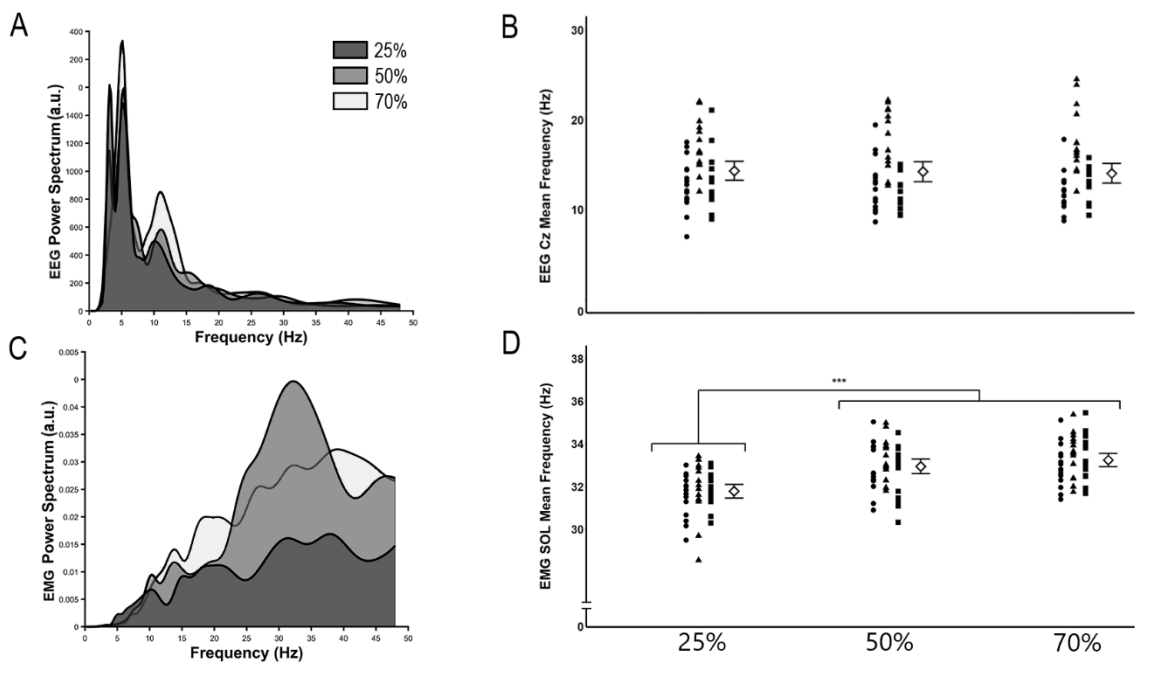 A
EEG Power Spectrum (a.u.)
400
200
0
1400
1200
1000
800
600
400
200
0
0 5 10 15 20 25 30 35 40 45 50
Frequency (Hz)
25%
50%
70%
B
EEG Cz Mean Frequency (Hz)
30
20
10
0
C
EMG Power Spectrum (a.u.)
0.005
0
0.04
0.035
0.030
0.025
0.020
0.015
0.01
0.005
0
0 5 10 15 20 25 30 35 40 45 50
Frequency (Hz)
D
EMG SOL Mean Frequency (Hz)
38
36
34
32
30
0
***
25% 50% 70%